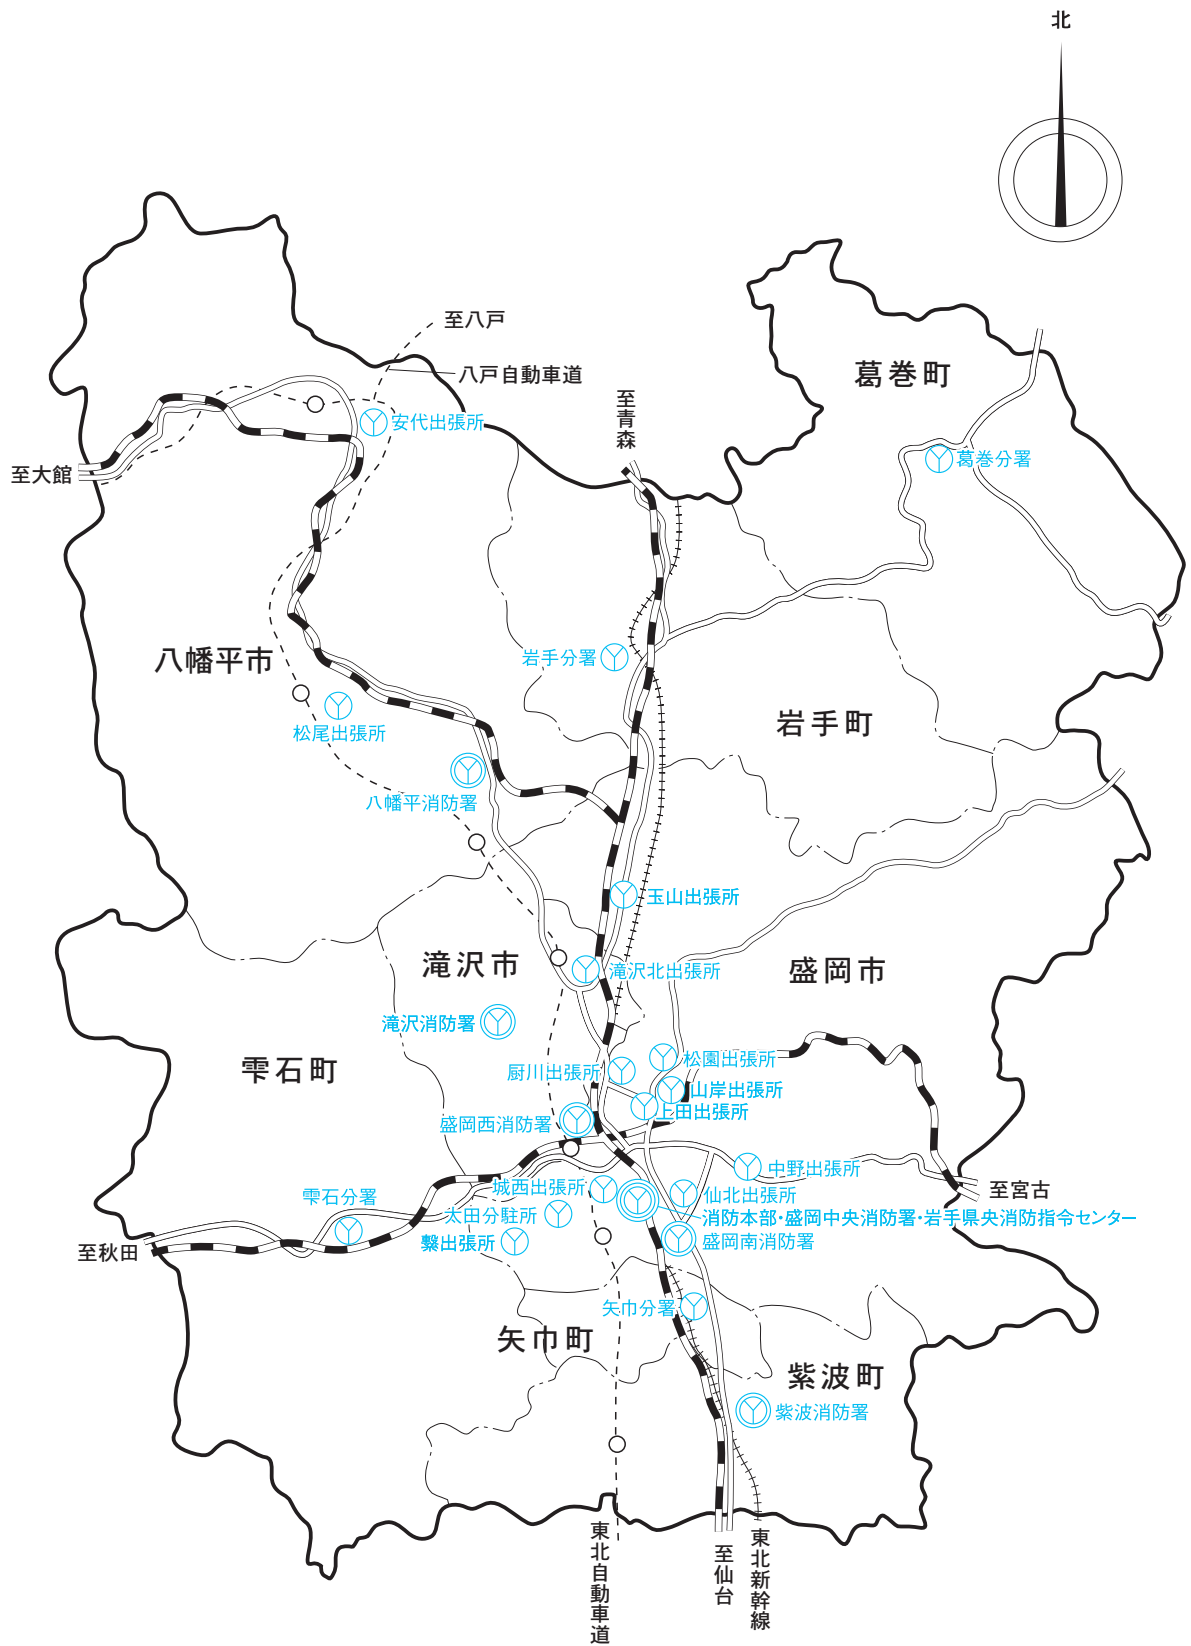 北
至八戸
八戸自動車道
葛巻町
至青森
安代出張所
葛巻分署
至大館
八幡平市
岩手分署
岩手町
松尾出張所
八幡平消防署
玉山出張所
滝沢市
滝沢北出張所
盛岡市
滝沢消防署
雫石町
厨川出張所
松園出張所
山岸出張所
上田出張所
盛岡西消防署
中野出張所
至宮古
雫石分署
城西出張所
仙北出張所
太田分駐所
消防本部・盛岡中央消防署・岩手県央消防指令センター
繫出張所
盛岡南消防署
至秋田
矢巾分署
矢巾町
紫波町
紫波消防署
東北自動車道
至仙台
東北新幹線